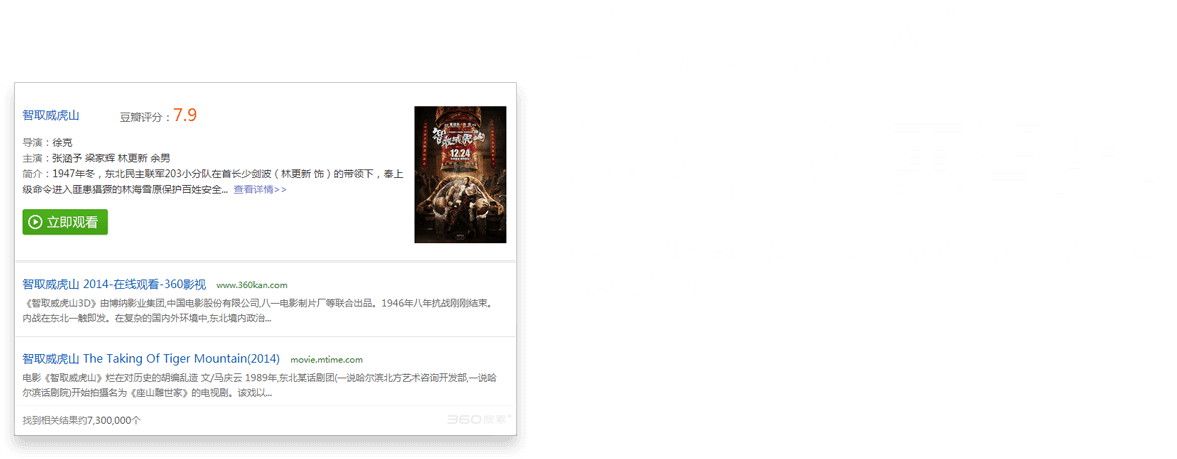 智取威虎山 豆瓣评分：7.9
导演：徐克
主演：张涵予 梁家辉 林更新 余男
简介：1947年冬，东北民主联军203小分队在首长少剑波（林更新 饰）的带领下，奉上
级命令进入匪患猖獗的林海雪原保护百姓安全... 查看详情>>
立即观看
智取威虎山
12.24
智取威虎山 2014-在线观看-360影视 www.360kan.com
《智取威虎山3D》由博纳影业集团,中国电影股份有限公司,八一电影制片厂等联合出品。1946年八年抗战刚刚结束。
内战在东北一触即发。在复杂的国内外环境中,东北境内政治...
智取威虎山 The Taking Of Tiger Mountain(2014) movie.mtime.com
电影《智取威虎山》烂在对历史的胡编乱造 文/马庆云 1989年,东北某话剧团(一说哈尔滨北方艺术咨询开发部,一说哈
尔滨话剧院)开始拍摄名为《座山雕世家》的电视剧。该戏以...
找到相关结果约7,300,000个
360搜索